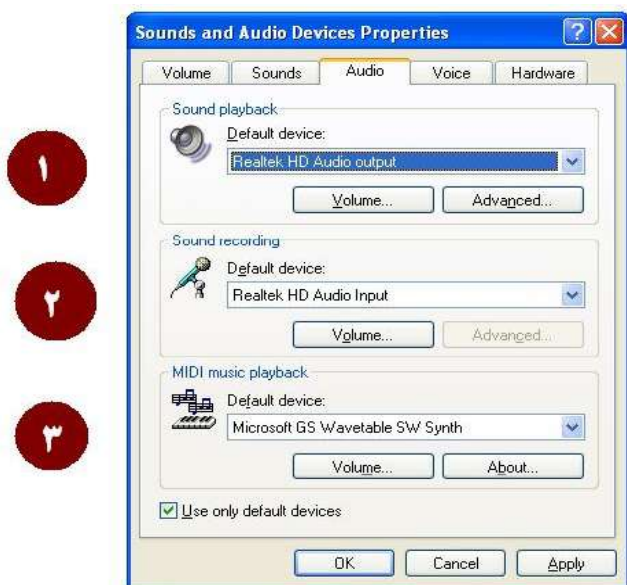 Sounds and Audio Devices Properties
Volume Sounds Audio Voice Hardware
Sound playback
۱
Default device:
Realtek HD Audio output
Volume... Advanced...
Sound recording
۲
Default device:
Realtek HD Audio Input
Volume... Advanced...
MIDI music playback
۳
Default device:
Microsoft GS Wavetable SW Synth
Volume... About...
Use only default devices
OK Cancel Apply